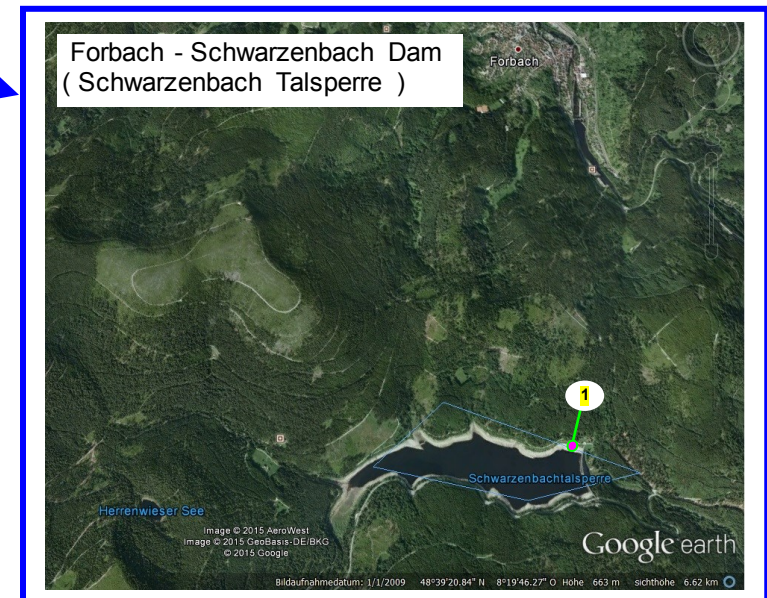 Forbach - Schwarzenbach Dam
( Schwarzenbach Talsperre )
Forbach
1
Schwarzenbachtalsperre
Herrenwieser See
Image © 2015 AeroWest
Image © 2015 GeoBasis-DE/BKG
© 2015 Google
Google earth
Bildaufnahmedatum: 1/1/2009 48°39'20.84" N 8°19'46.27" O Höhe 663 m sichthöhe 6.62 km